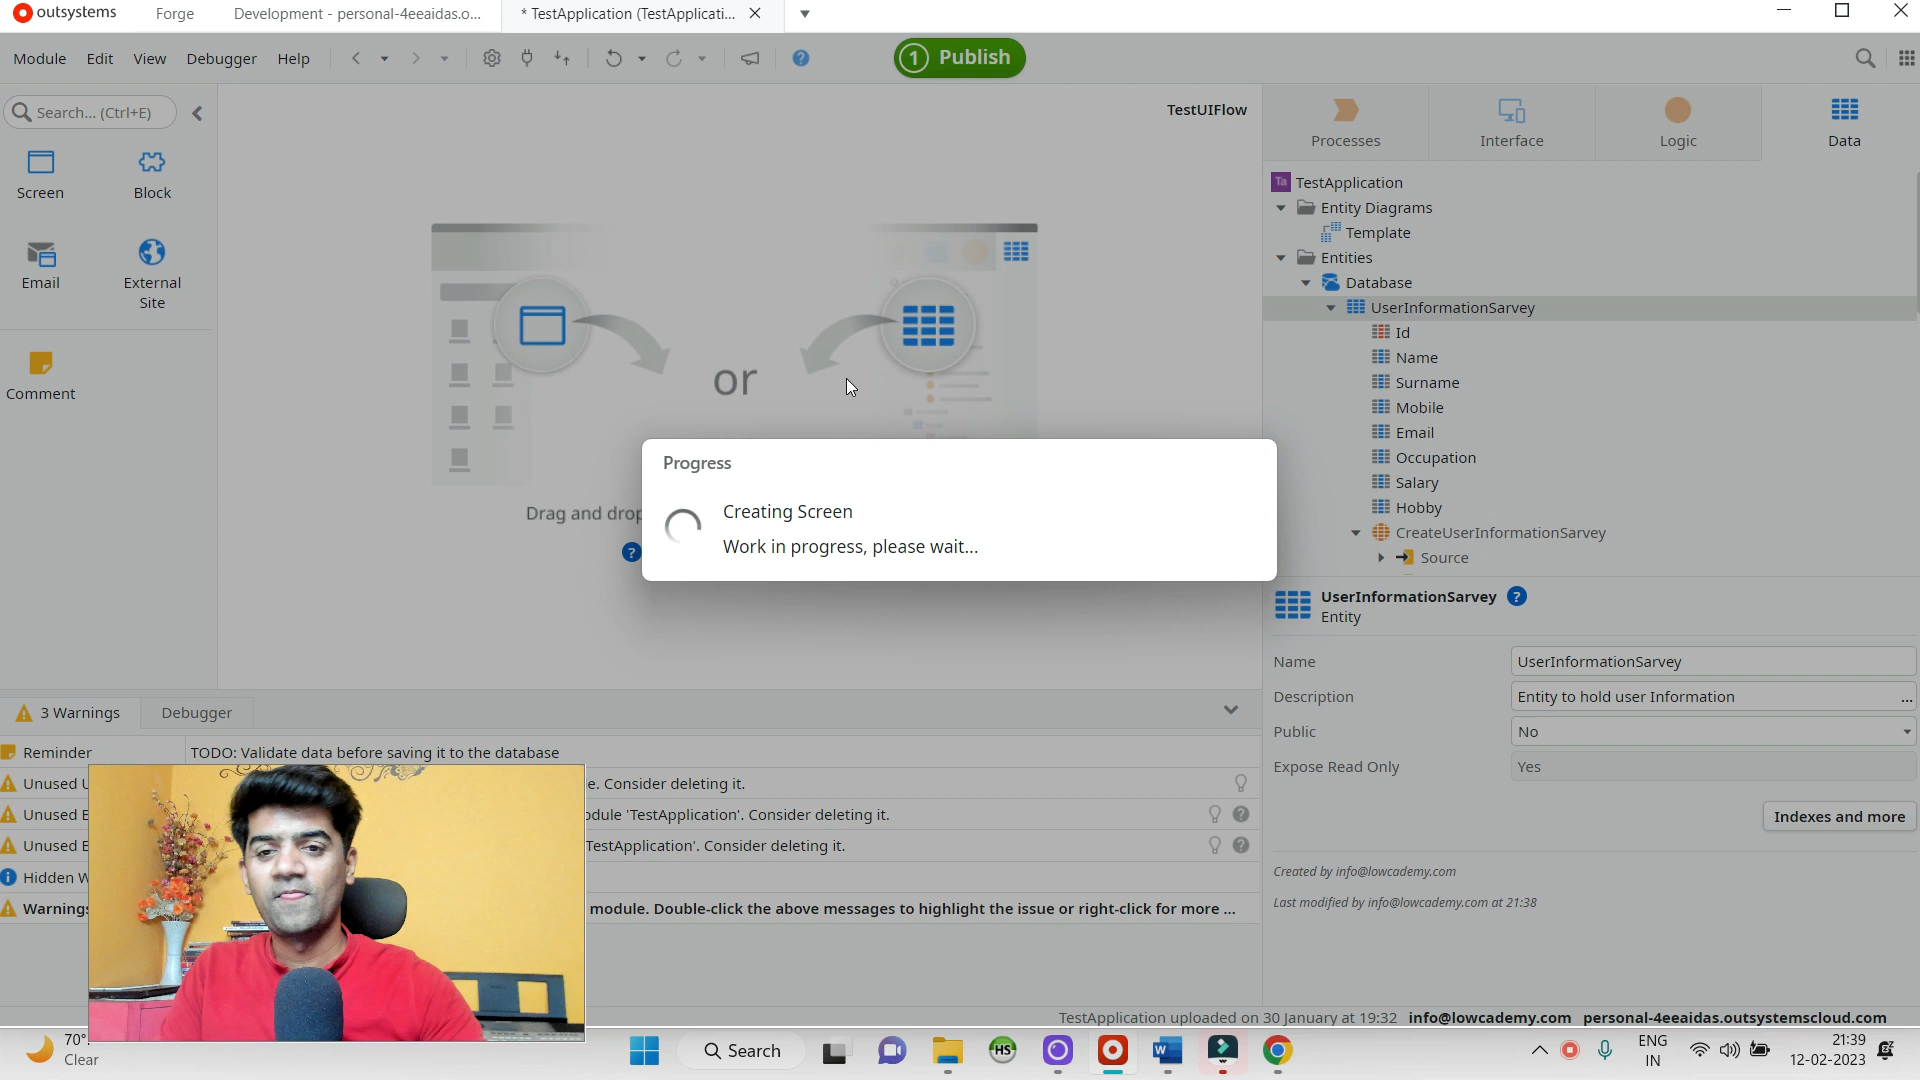 outsystems
Forge
Development - personal-4eeaidas.o...
* TestApplication (TestApplicati...
Module
Edit
View
Debugger
Help
1 Publish
Search... (Ctrl+E)
Screen
Block
Email
External
Site
Comment
TestUIFlow
or
Drag and drop
?
Progress
Creating Screen
Work in progress, please wait...
Processes
Interface
Logic
Data
Ta TestApplication
Entity Diagrams
Template
Entities
Database
UserInformationSarvey
Id
Name
Surname
Mobile
Email
Occupation
Salary
Hobby
CreateUserInformationSarvey
Source
UserInformationSarvey ?
Entity
Name UserInformationSarvey
Description Entity to hold user Information ...
Public No
Expose Read Only Yes
Indexes and more
Created by info@lowcademy.com
Last modified by info@lowcademy.com at 21:38
3 Warnings
Debugger
Reminder TODO: Validate data before saving it to the database
Unused e. Consider deleting it.
Unused dule 'TestApplication'. Consider deleting it.
Unused TestApplication'. Consider deleting it.
Hidden
Warnings module. Double-click the above messages to highlight the issue or right-click for more ...
TestApplication uploaded on 30 January at 19:32 info@lowcademy.com personal-4eeaidas.outsystemscloud.com
70°
Clear
Search
HS
W
ENG
IN
21:39
12-02-2023